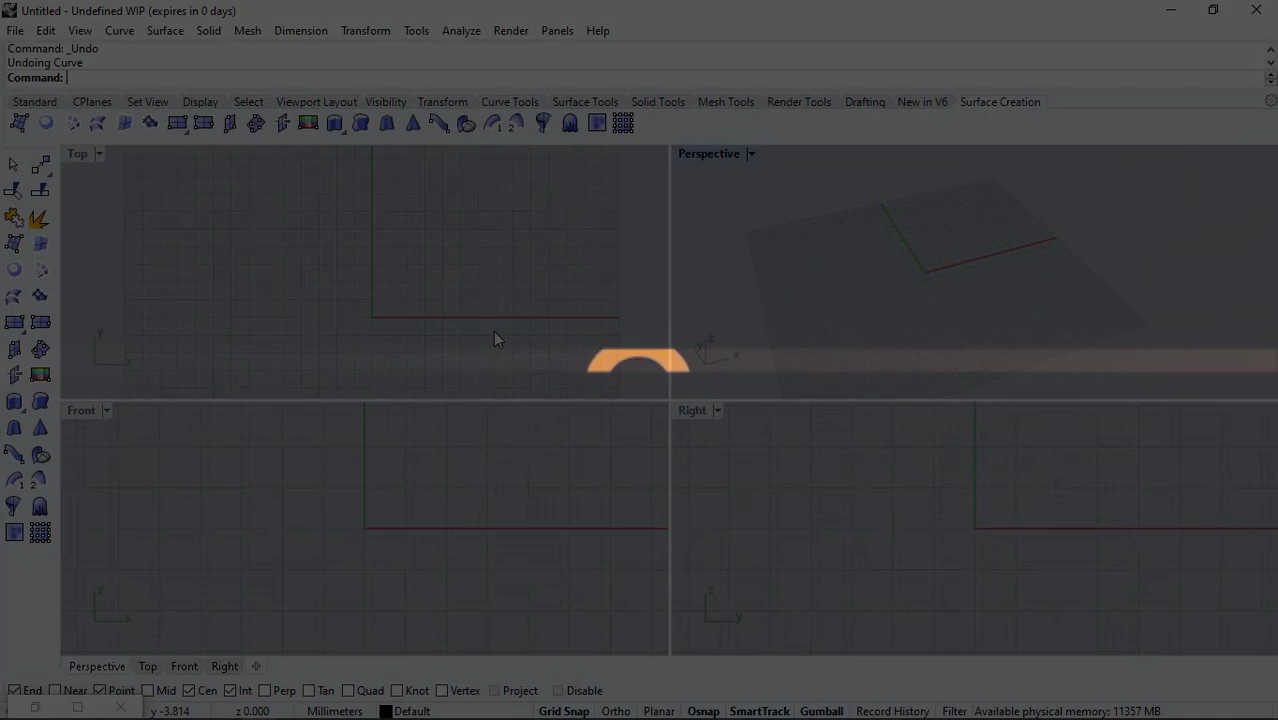 Untitled - Undefined WIP (expires in 0 days)
File Edit View Curve Surface Solid Mesh Dimension Transform Tools Analyze Render Panels Help
Command: _Undo
Undoing Curve
Command:
Standard CPlanes Set View Display Select Viewport Layout Visibility Transform Curve Tools Surface Tools Solid Tools Mesh Tools Render Tools Drafting New in V6 Surface Creation
1 2
Top Perspective
y x
z y x
1 2
Front Right
z x
z y
Perspective Top Front Right
End Near Point Mid Cen Int Perp Tan Quad Knot Vertex Project Disable
y -3.814 z 0.000 Millimeters Default Grid Snap Ortho Planar Osnap SmartTrack Gumball Record History Filter Available physical memory: 11357 MB